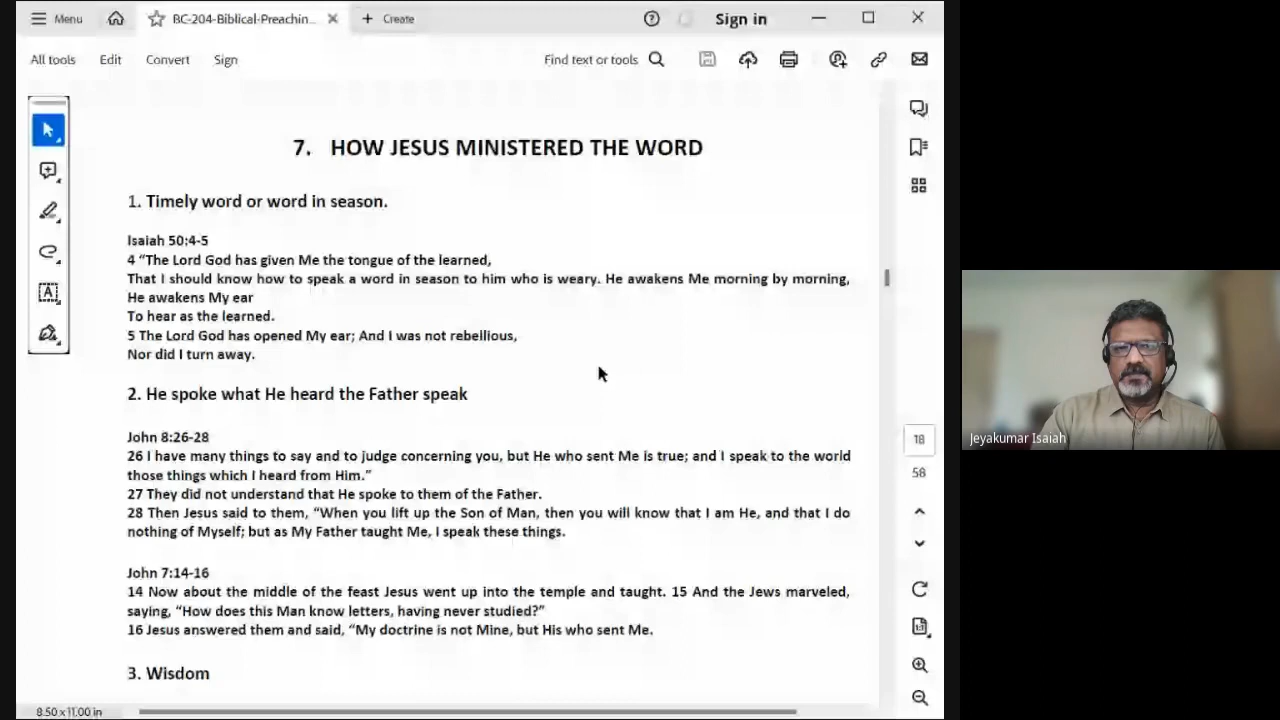 Menu
BC-204-Biblical-Preachin...
Create
Sign in
All tools
Edit
Convert
Sign
Find text or tools
7. HOW JESUS MINISTERED THE WORD
1. Timely word or word in season.
Isaiah 50:4-5
4 “The Lord God has given Me the tongue of the learned,
That I should know how to speak a word in season to him who is weary. He awakens Me morning by morning,
He awakens My ear
To hear as the learned.
5 The Lord God has opened My ear; And I was not rebellious,
Nor did I turn away.
2. He spoke what He heard the Father speak
John 8:26-28
26 I have many things to say and to judge concerning you, but He who sent Me is true; and I speak to the world
those things which I heard from Him.”
27 They did not understand that He spoke to them of the Father.
28 Then Jesus said to them, “When you lift up the Son of Man, then you will know that I am He, and that I do
nothing of Myself; but as My Father taught Me, I speak these things.
John 7:14-16
14 Now about the middle of the feast Jesus went up into the temple and taught. 15 And the Jews marveled,
saying, “How does this Man know letters, having never studied?”
16 Jesus answered them and said, “My doctrine is not Mine, but His who sent Me.
3. Wisdom
18
58
8.50 x 11.00 in
Jeyakumar Isaiah